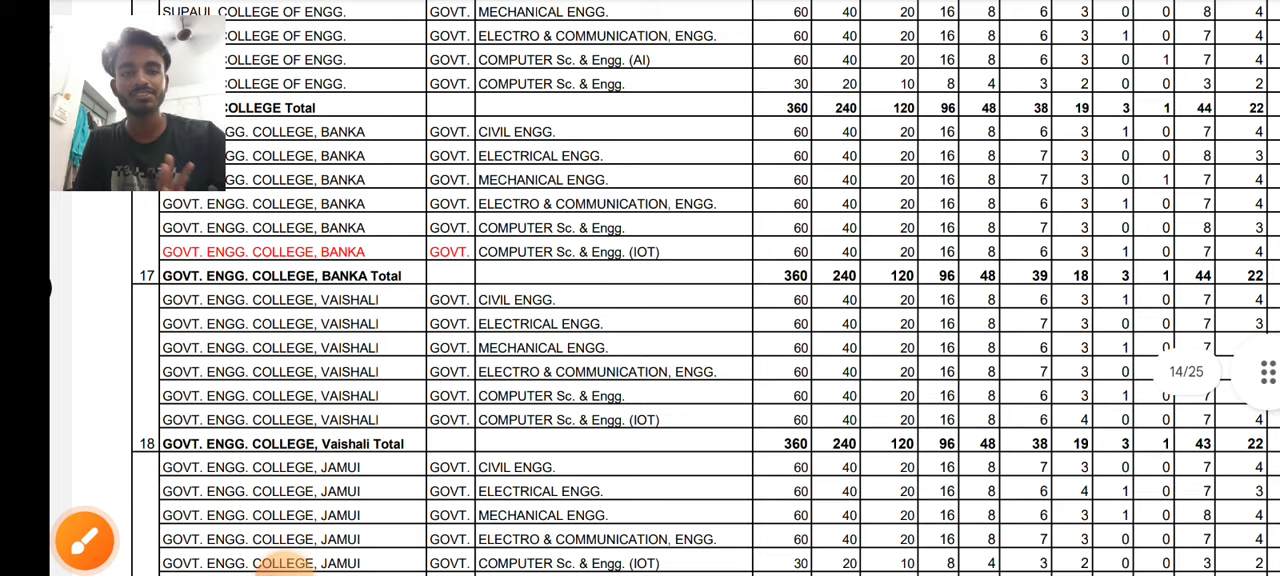 SUPAUL COLLEGE OF ENGG. GOVT. MECHANICAL ENGG. 60 40 20 16 8 6 3 0 0 8 4
COLLEGE OF ENGG. GOVT. ELECTRO & COMMUNICATION, ENGG. 60 40 20 16 8 6 3 1 0 7 4
COLLEGE OF ENGG. GOVT. COMPUTER Sc. & Engg. (AI) 60 40 20 16 8 6 3 0 1 7 4
COLLEGE OF ENGG. GOVT. COMPUTER Sc. & Engg. 30 20 10 8 4 3 2 0 0 3 2
COLLEGE Total 360 240 120 96 48 38 19 3 1 44 22
GG. COLLEGE, BANKA GOVT. CIVIL ENGG. 60 40 20 16 8 6 3 1 0 7 4
GG. COLLEGE, BANKA GOVT. ELECTRICAL ENGG. 60 40 20 16 8 7 3 0 0 8 3
GG. COLLEGE, BANKA GOVT. MECHANICAL ENGG. 60 40 20 16 8 7 3 0 1 7 4
GOVT. ENGG. COLLEGE, BANKA GOVT. ELECTRO & COMMUNICATION, ENGG. 60 40 20 16 8 6 3 1 0 7 4
GOVT. ENGG. COLLEGE, BANKA GOVT. COMPUTER Sc. & Engg. 60 40 20 16 8 7 3 0 0 8 3
GOVT. ENGG. COLLEGE, BANKA GOVT. COMPUTER Sc. & Engg. (IOT) 60 40 20 16 8 6 3 1 0 7 4
17 GOVT. ENGG. COLLEGE, BANKA Total 360 240 120 96 48 39 18 3 1 44 22
GOVT. ENGG. COLLEGE, VAISHALI GOVT. CIVIL ENGG. 60 40 20 16 8 6 3 1 0 7 4
GOVT. ENGG. COLLEGE, VAISHALI GOVT. ELECTRICAL ENGG. 60 40 20 16 8 7 3 0 0 7 3
GOVT. ENGG. COLLEGE, VAISHALI GOVT. MECHANICAL ENGG. 60 40 20 16 8 6 3 1 0 7
GOVT. ENGG. COLLEGE, VAISHALI GOVT. ELECTRO & COMMUNICATION, ENGG. 60 40 20 16 8 7 3 0 14/25
GOVT. ENGG. COLLEGE, VAISHALI GOVT. COMPUTER Sc. & Engg. 60 40 20 16 8 6 3 1 0 7
GOVT. ENGG. COLLEGE, VAISHALI GOVT. COMPUTER Sc. & Engg. (IOT) 60 40 20 16 8 6 4 0 0 7 4
18 GOVT. ENGG. COLLEGE, Vaishali Total 360 240 120 96 48 38 19 3 1 43 22
GOVT. ENGG. COLLEGE, JAMUI GOVT. CIVIL ENGG. 60 40 20 16 8 7 3 0 0 7 4
GOVT. ENGG. COLLEGE, JAMUI GOVT. ELECTRICAL ENGG. 60 40 20 16 8 6 4 1 0 7 3
GOVT. ENGG. COLLEGE, JAMUI GOVT. MECHANICAL ENGG. 60 40 20 16 8 6 3 1 0 8 4
GOVT. ENGG. COLLEGE, JAMUI GOVT. ELECTRO & COMMUNICATION, ENGG. 60 40 20 16 8 7 3 0 0 7 4
GOVT. ENGG. COLLEGE, JAMUI GOVT. COMPUTER Sc. & Engg. (IOT) 30 20 10 8 4 3 2 0 0 3 2